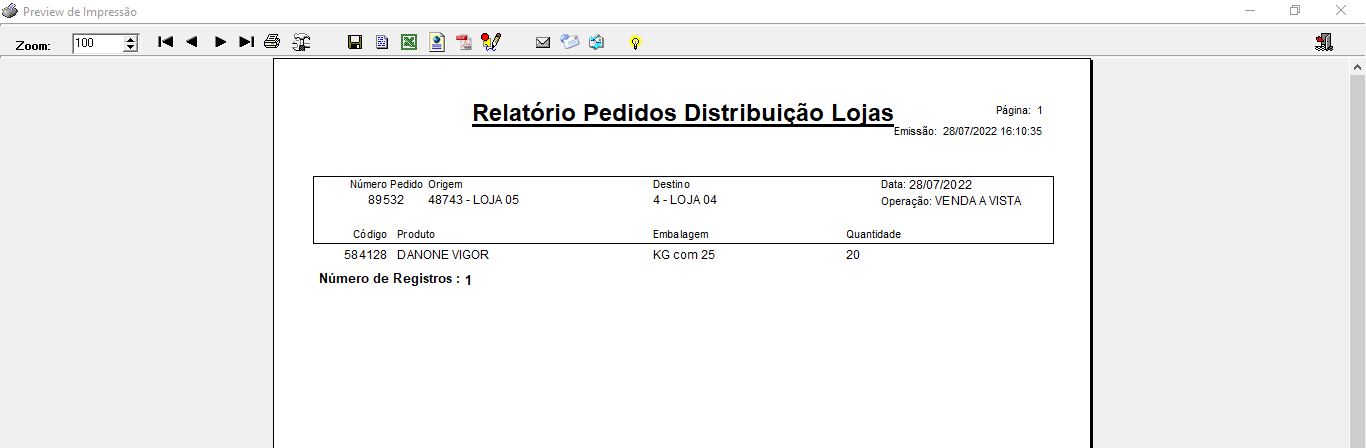 Preview de Impressão
Zoom: 100
Relatório Pedidos Distribuição Lojas
Página: 1
Emissão: 28/07/2022 16:10:35
Número Pedido Origem Destino Data: 28/07/2022
89532 48743 - LOJA 05 4 - LOJA 04 Operação: VENDA A VISTA
Código Produto Embalagem Quantidade
584128 DANONE VIGOR KG com 25 20
Número de Registros : 1